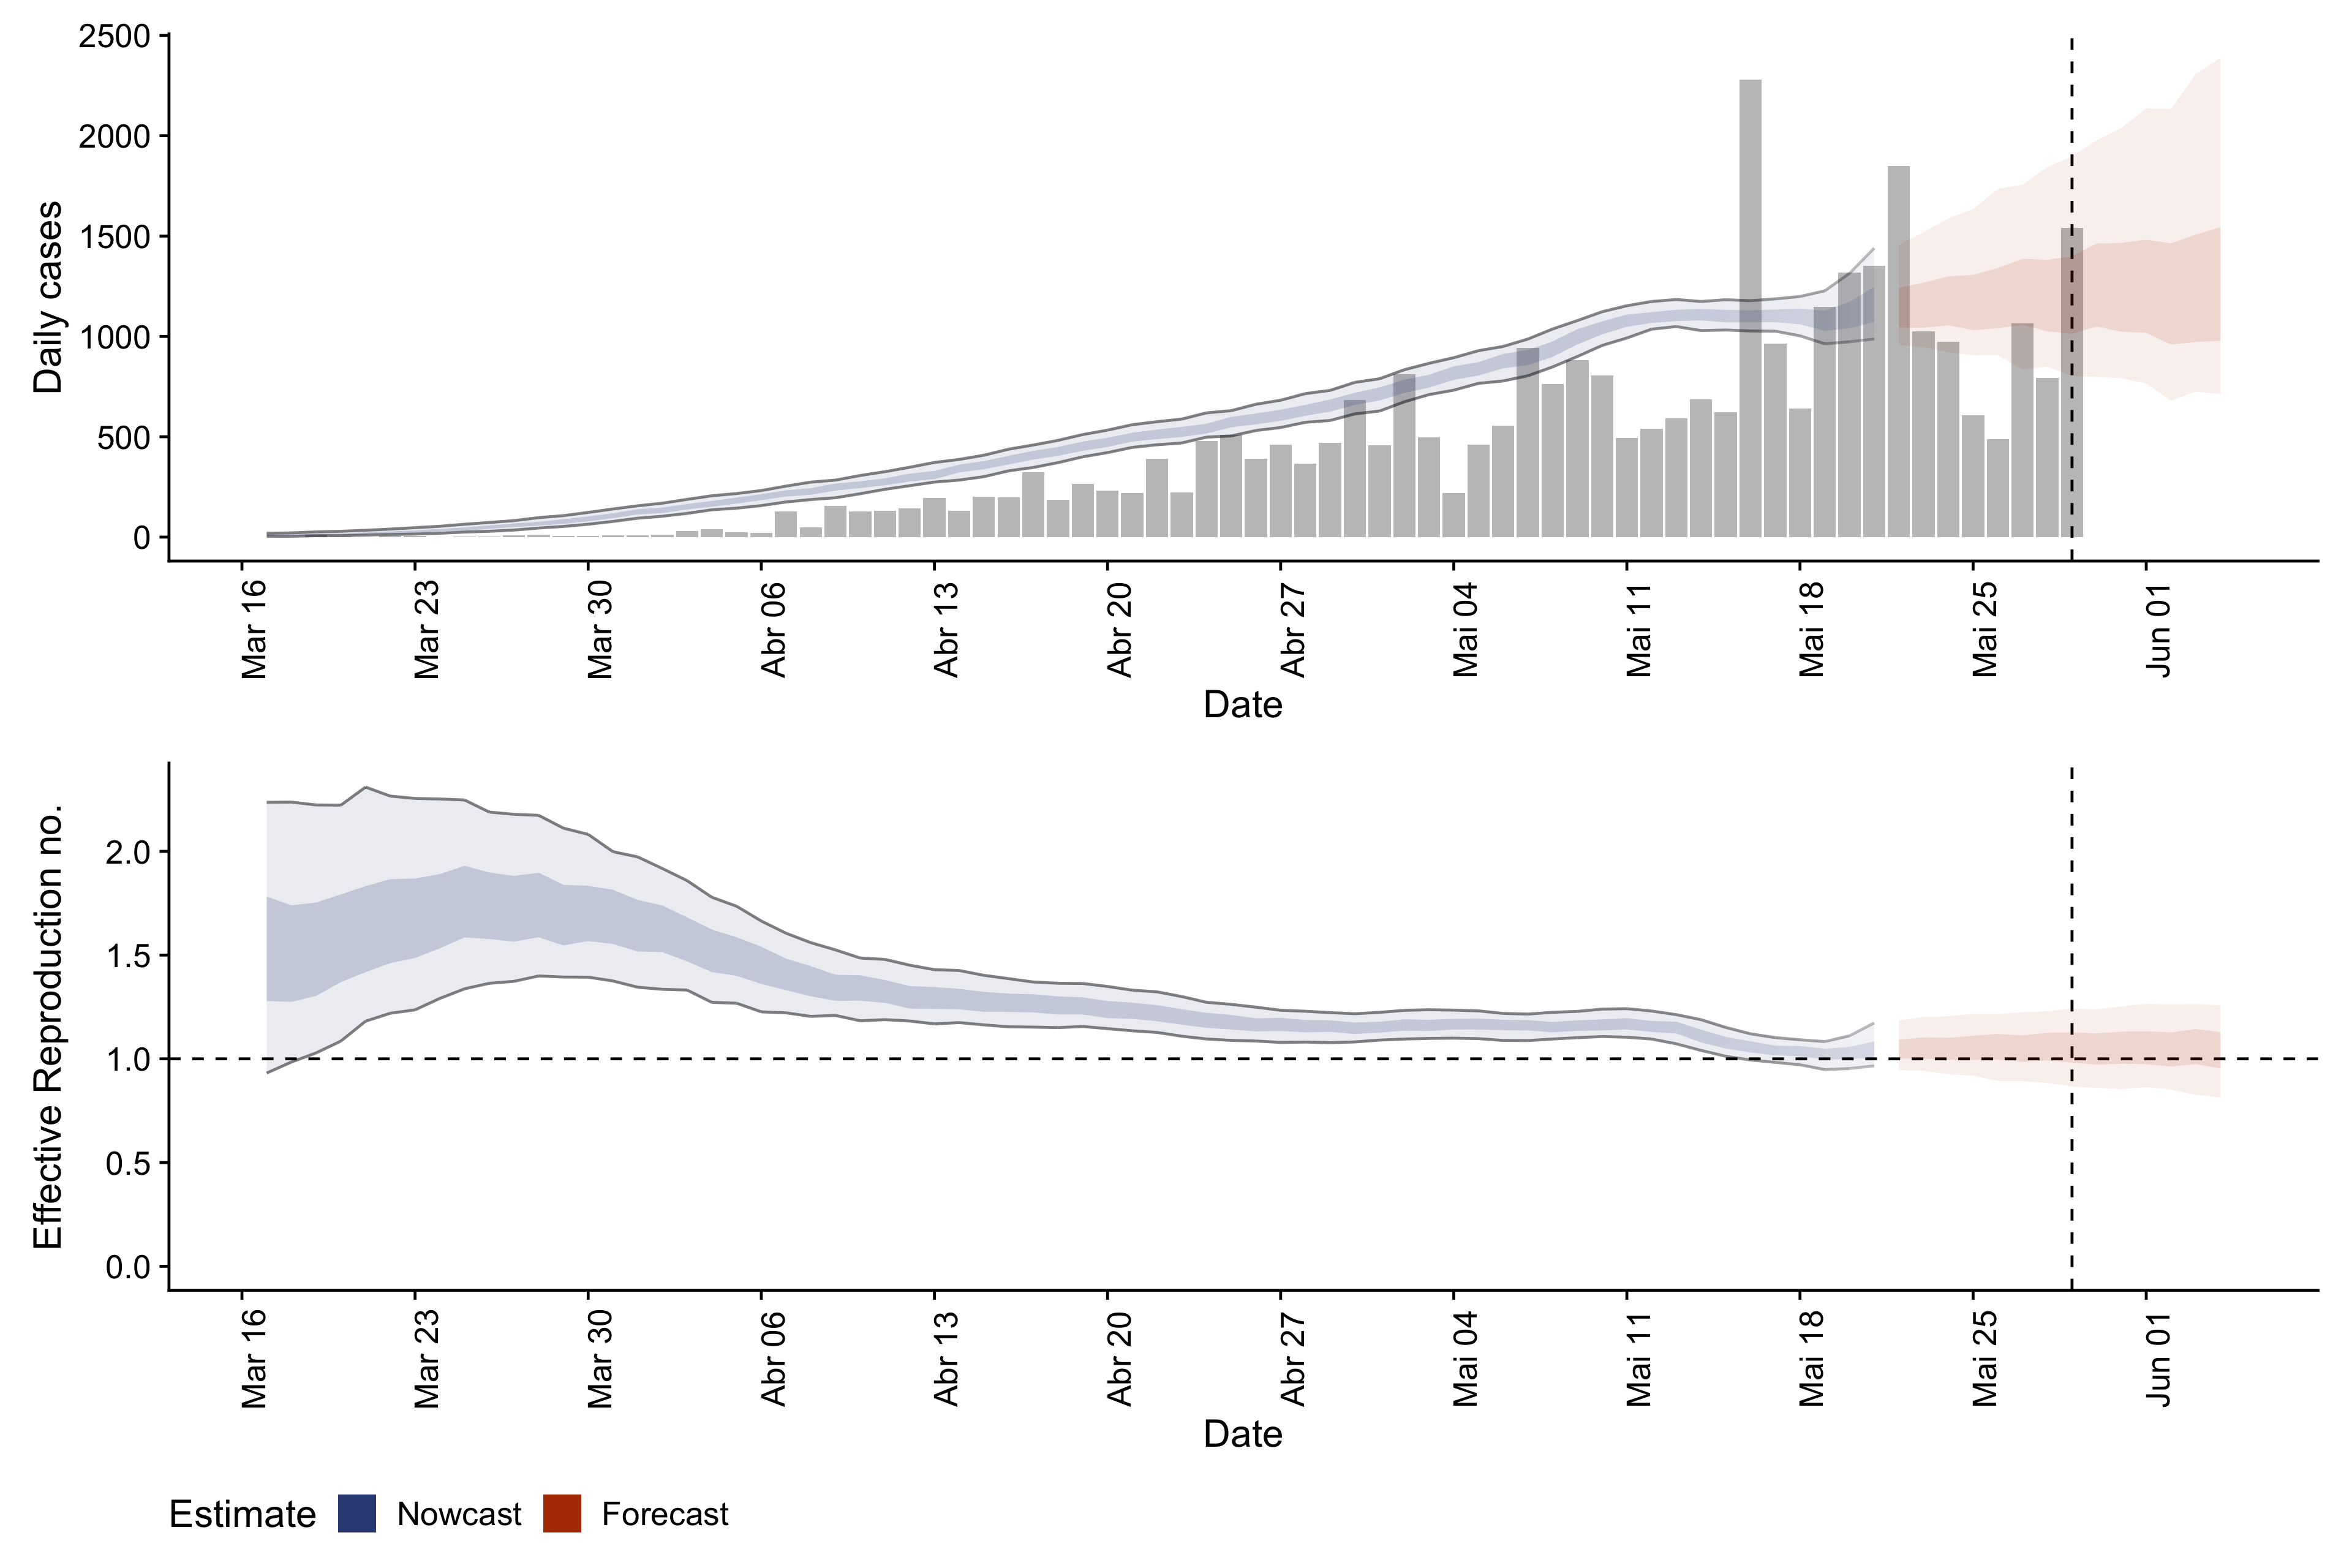 Daily cases
2500
2000
1500
1000
500
0
Mar 16
Mar 23
Mar 30
Abr 06
Abr 13
Abr 20
Abr 27
Mai 04
Mai 11
Mai 18
Mai 25
Jun 01
Date
Effective Reproduction no.
2.0
1.5
1.0
0.5
0.0
Mar 16
Mar 23
Mar 30
Abr 06
Abr 13
Abr 20
Abr 27
Mai 04
Mai 11
Mai 18
Mai 25
Jun 01
Date
Estimate Nowcast Forecast